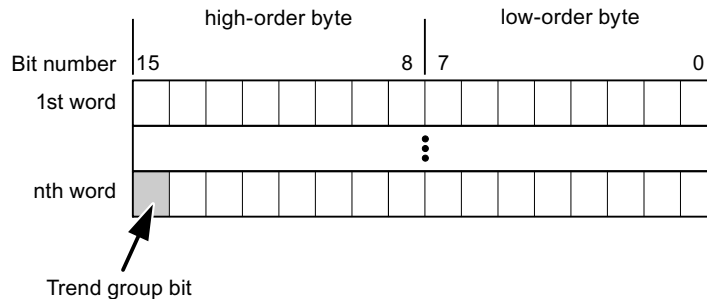 high-order byte low-order byte
Bit number 15 8 7 0
1st word
nth word
Trend group bit